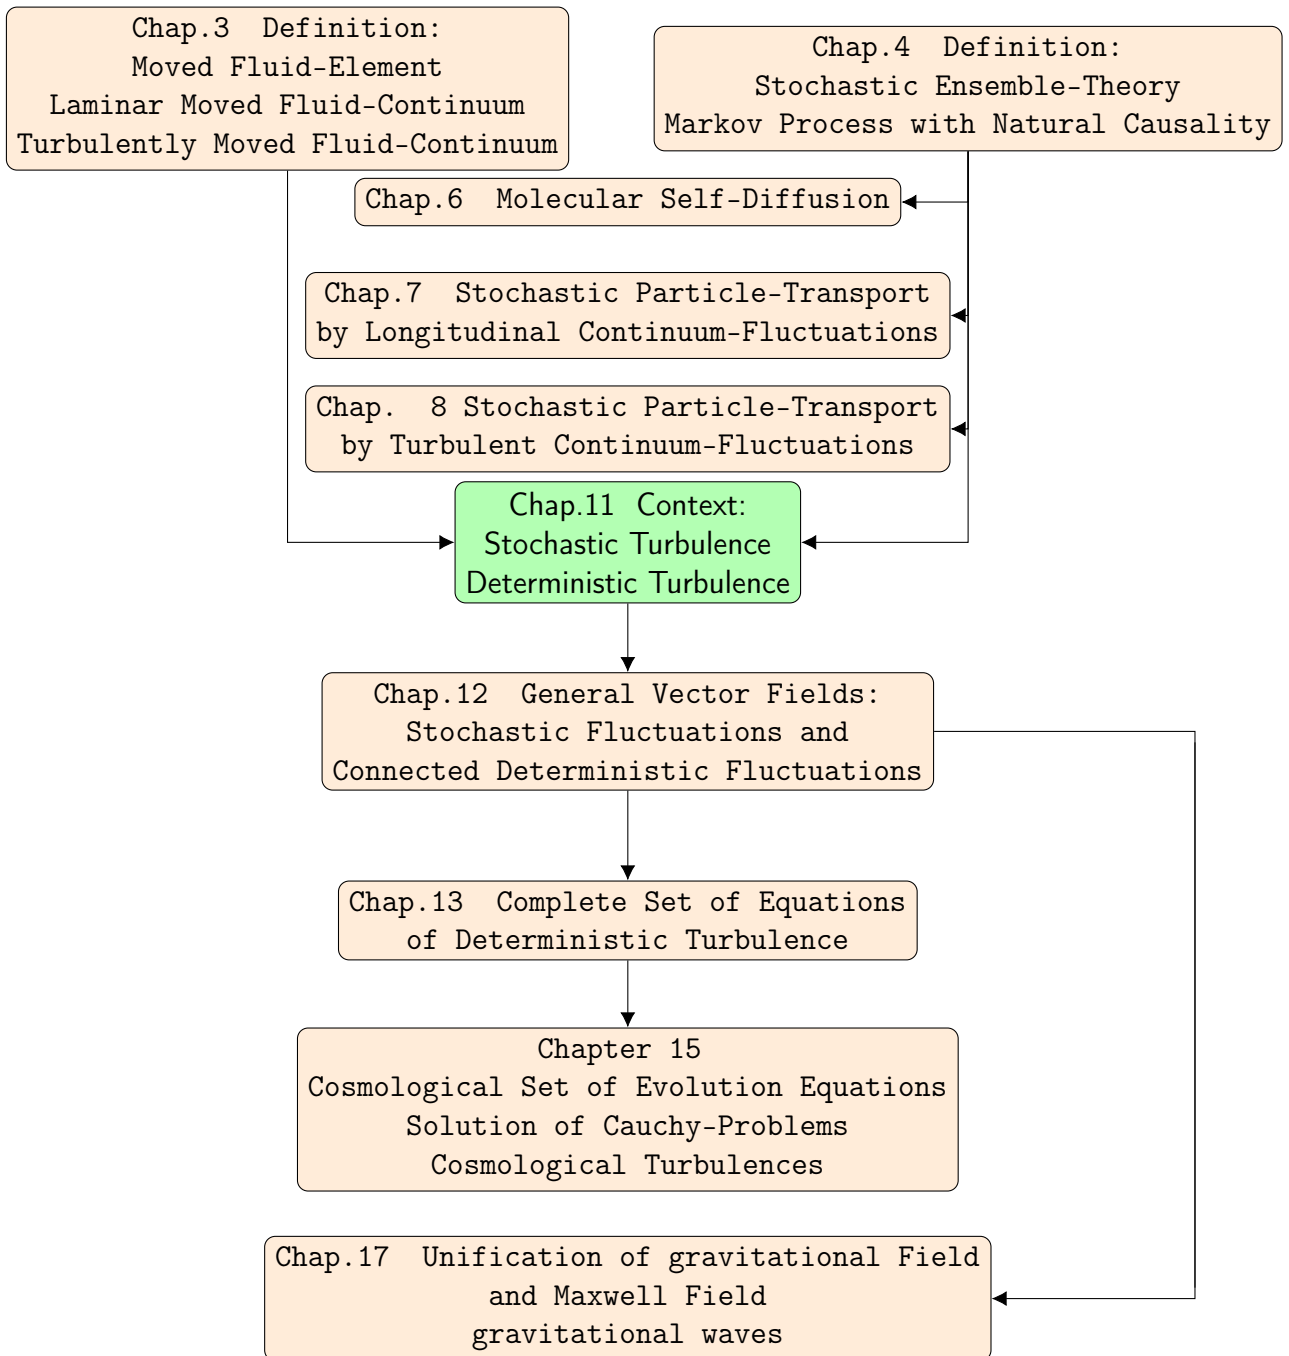 Chap.3 Definition:
Moved Fluid-Element
Laminar Moved Fluid-Continuum
Turbulently Moved Fluid-Continuum
Chap.4 Definition:
Stochastic Ensemble-Theory
Markov Process with Natural Causality
Chap.6 Molecular Self-Diffusion
Chap.7 Stochastic Particle-Transport
by Longitudinal Continuum-Fluctuations
Chap. 8 Stochastic Particle-Transport
by Turbulent Continuum-Fluctuations
Chap.11 Context:
Stochastic Turbulence
Deterministic Turbulence
Chap.12 General Vector Fields:
Stochastic Fluctuations and
Connected Deterministic Fluctuations
Chap.13 Complete Set of Equations
of Deterministic Turbulence
Chapter 15
Cosmological Set of Evolution Equations
Solution of Cauchy-Problems
Cosmological Turbulences
Chap.17 Unification of gravitational Field
and Maxwell Field
gravitational waves